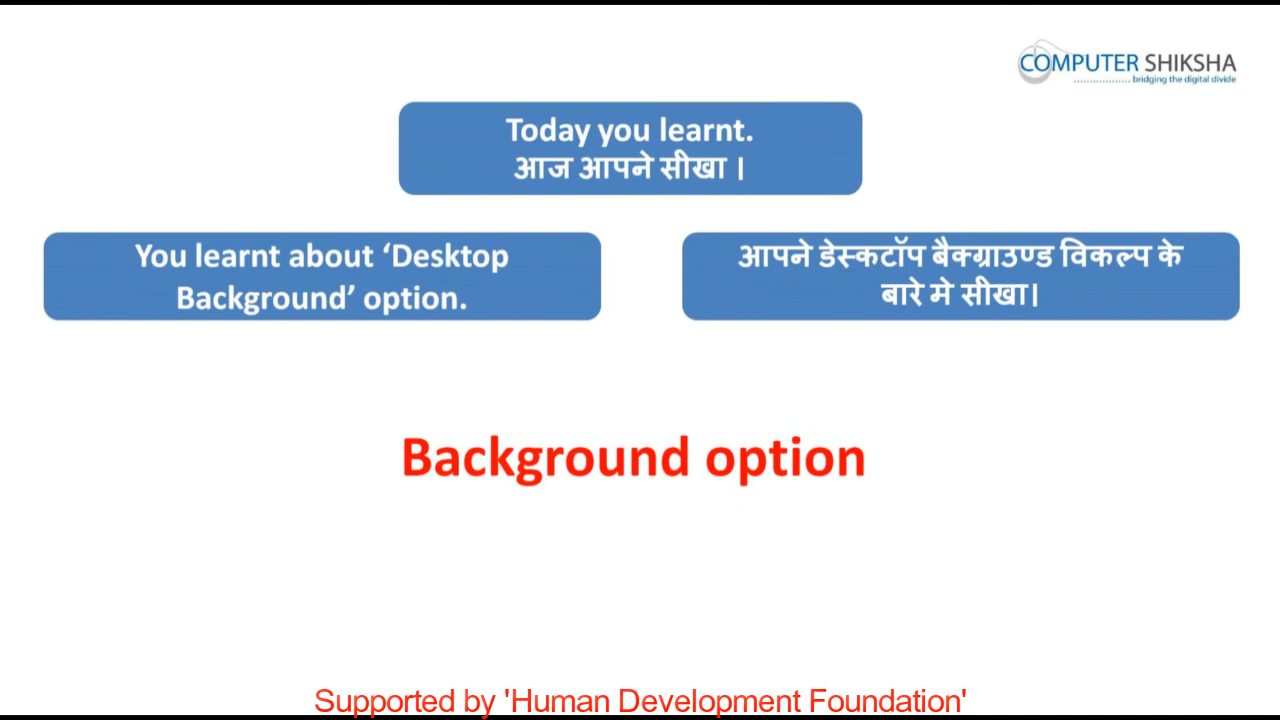 COMPUTER SHIKSHA
bridging the digital divide
Today you learnt.
आज आपने सीखा ।
You learnt about ‘Desktop
Background’ option.
आपने डेस्कटॉप बैक्ग्राउण्ड विकल्प के
बारे मे सीखा।
Background option
Supported by 'Human Development Foundation'